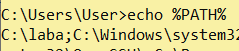 C:\Users\User>echo %PATH%
C:\laba;C:\Windows\system32